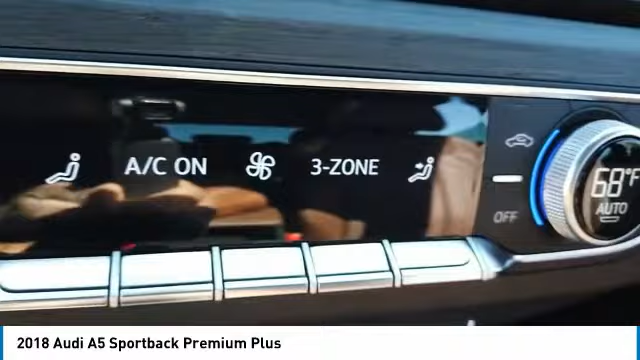 A/C ON
3-ZONE
68°F
AUTO
OFF
2018 Audi A5 Sportback Premium Plus